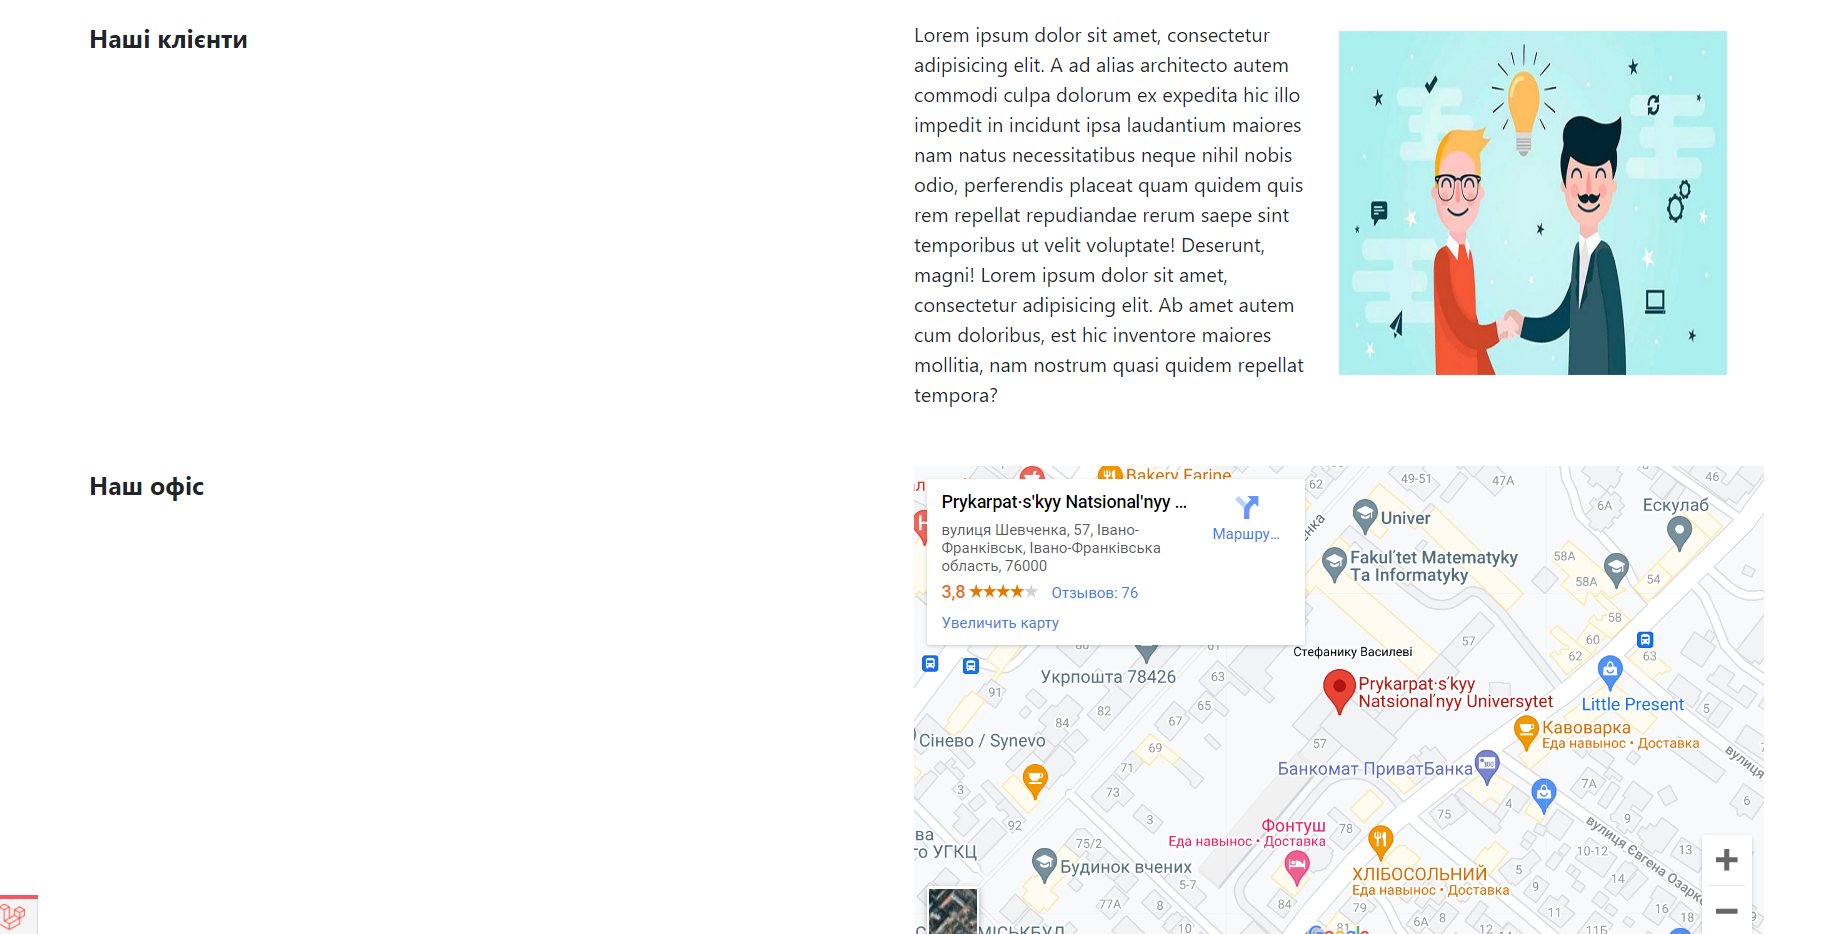 Наші клієнти
Lorem ipsum dolor sit amet, consectetur
adipisicing elit. A ad alias architecto autem
commodi culpa dolorum ex expedita hic illo
impedit in incidunt ipsa laudantium maiores
nam natus necessitatibus neque nihil nobis
odio, perferendis placeat quam quidem quis
rem repellat repudiandae rerum saepe sint
temporibus ut velit voluptate! Deserunt,
magni! Lorem ipsum dolor sit amet,
consectetur adipisicing elit. Ab amet autem
cum doloribus, est hic inventore maiores
mollitia, nam nostrum quasi quidem repellat
tempora?
Наш офіс
Bakery Farine
Prykarpat·s'kyy Natsional'nyy ...
вулиця Шевченка, 57, Івано-
Франківськ, Івано-Франківська
область, 76000
3,8
Отзывов: 76
Увеличить карту
Маршру...
62
49-51
47A
46
Ескулаб
6A
Univer
Fakul'tet Matematyky
Ta Informatyky
58A
58A
54
58
57
60
62
63
Стефанику Василеві
61
Укрпошта 78426
63
91
84
82
67
65
Prykarpat·s'kyy
Natsional'nyy Universytet
Little Present
5
Кавоварка
Еда навынос • Доставка
вулиця
Сінево / Synevo
69
57
71
Банкомат ПриватБанка
7A
3
73
4
6
92
3
75
Фонтуш
Еда навынос • Доставка
78
вулиця Євгена Озарк
ва
го УГКЦ
75/2
Будинок вчених
10-12
13
5-7
ХЛІБОСОЛЬНИЙ
Еда навынос • Доставка
14
77A
8
84
79
6A
8
11
16
18
10
9
12
11Б
МІСЬКБУД
Google